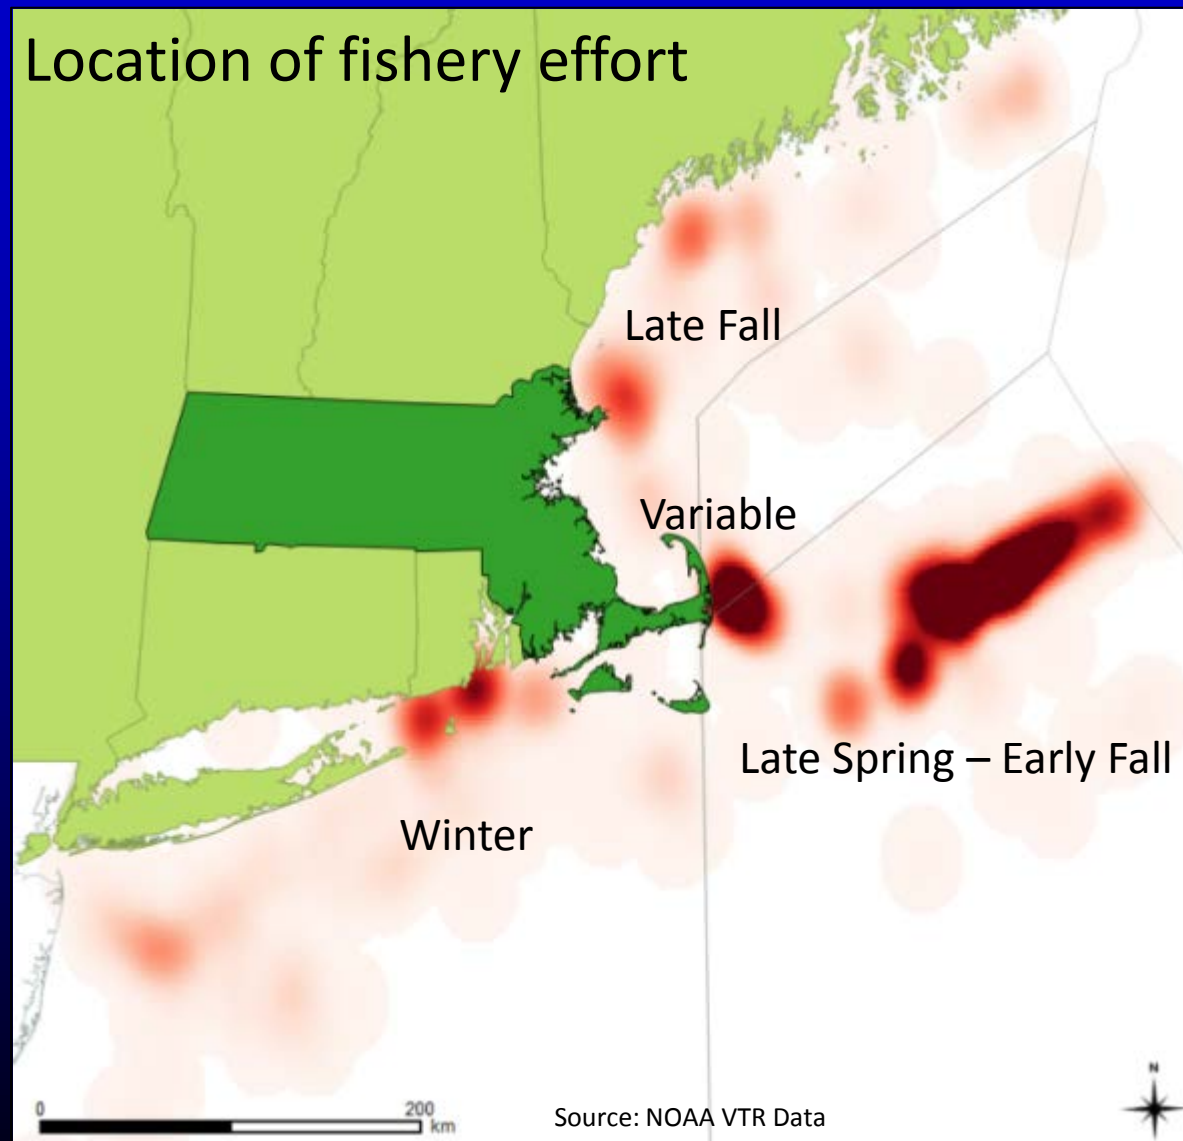 Location of fishery effort
Late Fall
Variable
Late Spring – Early Fall
Winter
0 200
km
Source: NOAA VTR Data
N